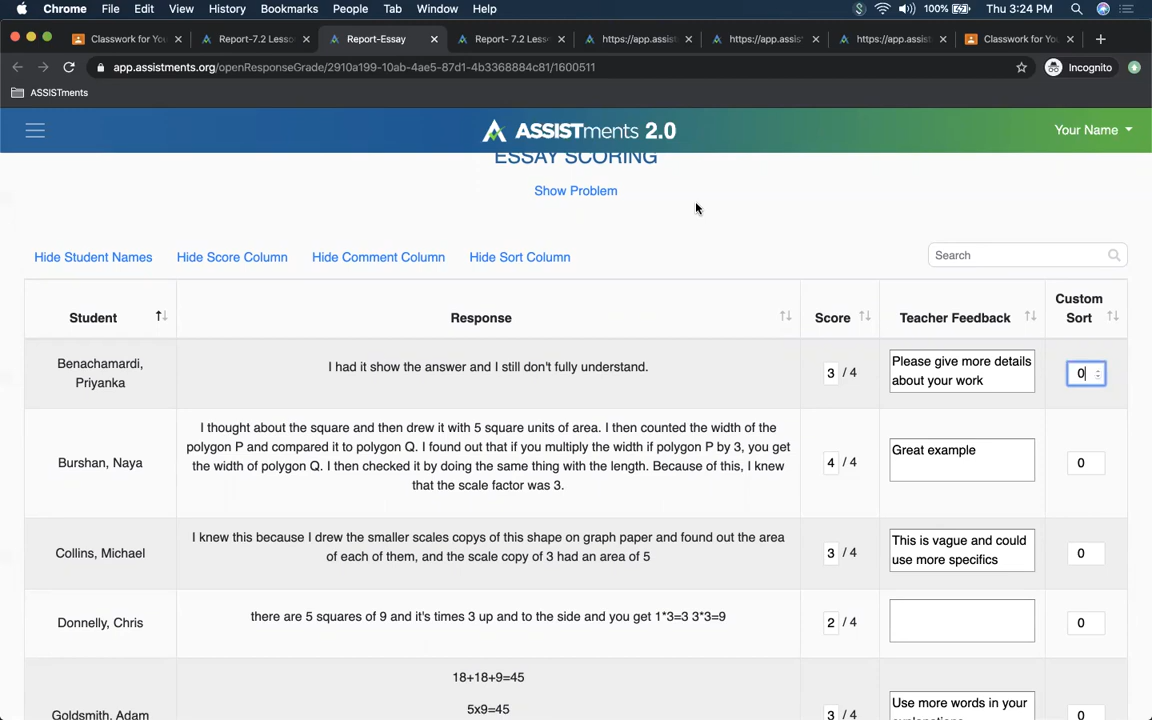 Chrome File Edit View History Bookmarks People Tab Window Help 100% Thu 3:24 PM
Classwork for You Report-7.2 Lesso Report-Essay Report- 7.2 Less https://app.assist https://app.assis https://app.assist Classwork for You
app.assistments.org/openResponseGrade/2910a199-10ab-4ae5-87d1-4b3368884c81/1600511 Incognito
ASSISTments
ASSISTments 2.0 Your Name
ESSAY SCORING
Show Problem
Hide Student Names Hide Score Column Hide Comment Column Hide Sort Column Search
Student Response Score Teacher Feedback Custom
Sort
Benachamardi,
Priyanka
I had it show the answer and I still don't fully understand.
3 / 4
Please give more details
about your work
0
Burshan, Naya
I thought about the square and then drew it with 5 square units of area. I then counted the width of the
polygon P and compared it to polygon Q. I found out that if you multiply the width if polygon P by 3, you get
the width of polygon Q. I then checked it by doing the same thing with the length. Because of this, I knew
that the scale factor was 3.
4 / 4
Great example
0
Collins, Michael
I knew this because I drew the smaller scales copys of this shape on graph paper and found out the area
of each of them, and the scale copy of 3 had an area of 5
3 / 4
This is vague and could
use more specifics
0
Donnelly, Chris
there are 5 squares of 9 and it's times 3 up and to the side and you get 1*3=3 3*3=9
2 / 4
0
Goldsmith, Adam
18+18+9=45
5x9=45
3 / 4
Use more words in your
0